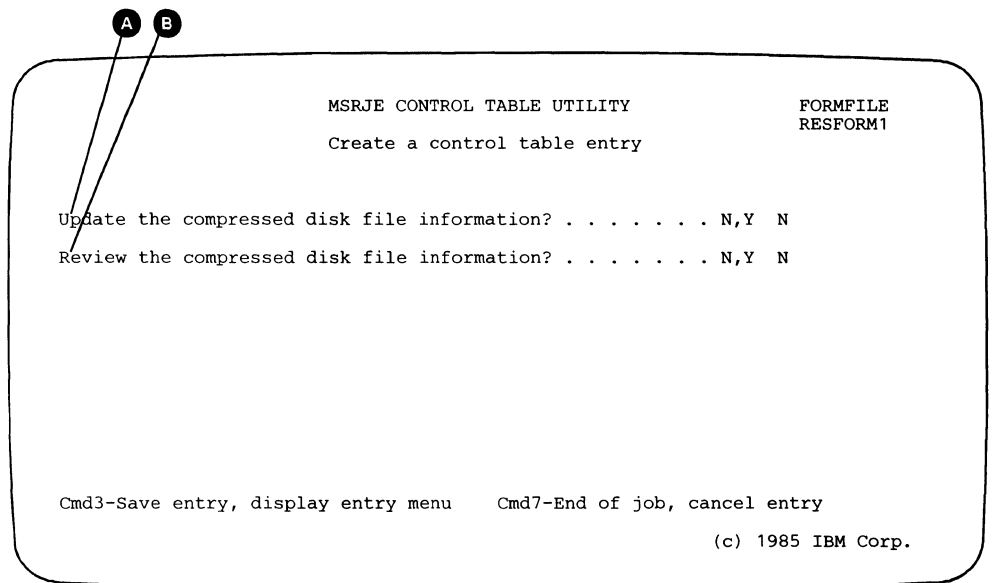 A B
MSRJE CONTROL TABLE UTILITY FORMFILE
RESFORM1
Create a control table entry
Update the compressed disk file information? . . . . . . . N,Y N
Review the compressed disk file information? . . . . . . . N,Y N
Cmd3-Save entry, display entry menu Cmd7-End of job, cancel entry
(c) 1985 IBM Corp.